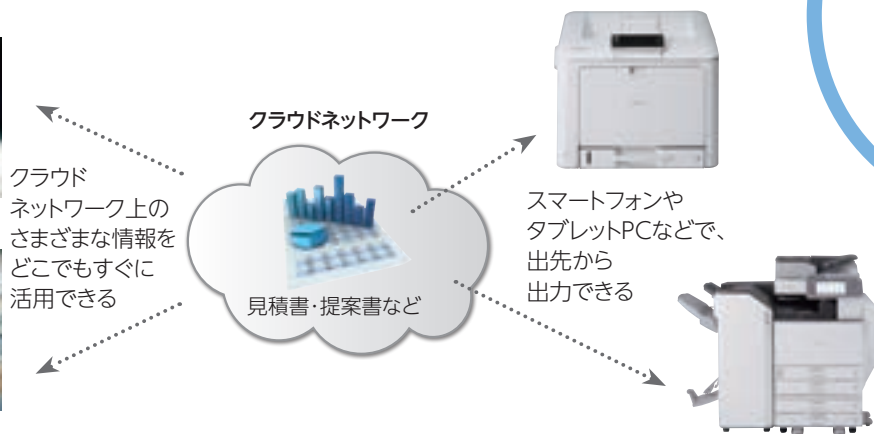 クラウドネットワーク
クラウド
ネットワーク上の
さまざまな情報を
どこでもすぐに
活用できる
見積書・提案書など
スマートフォンや
タブレットPCなどで、
出先から
出力できる